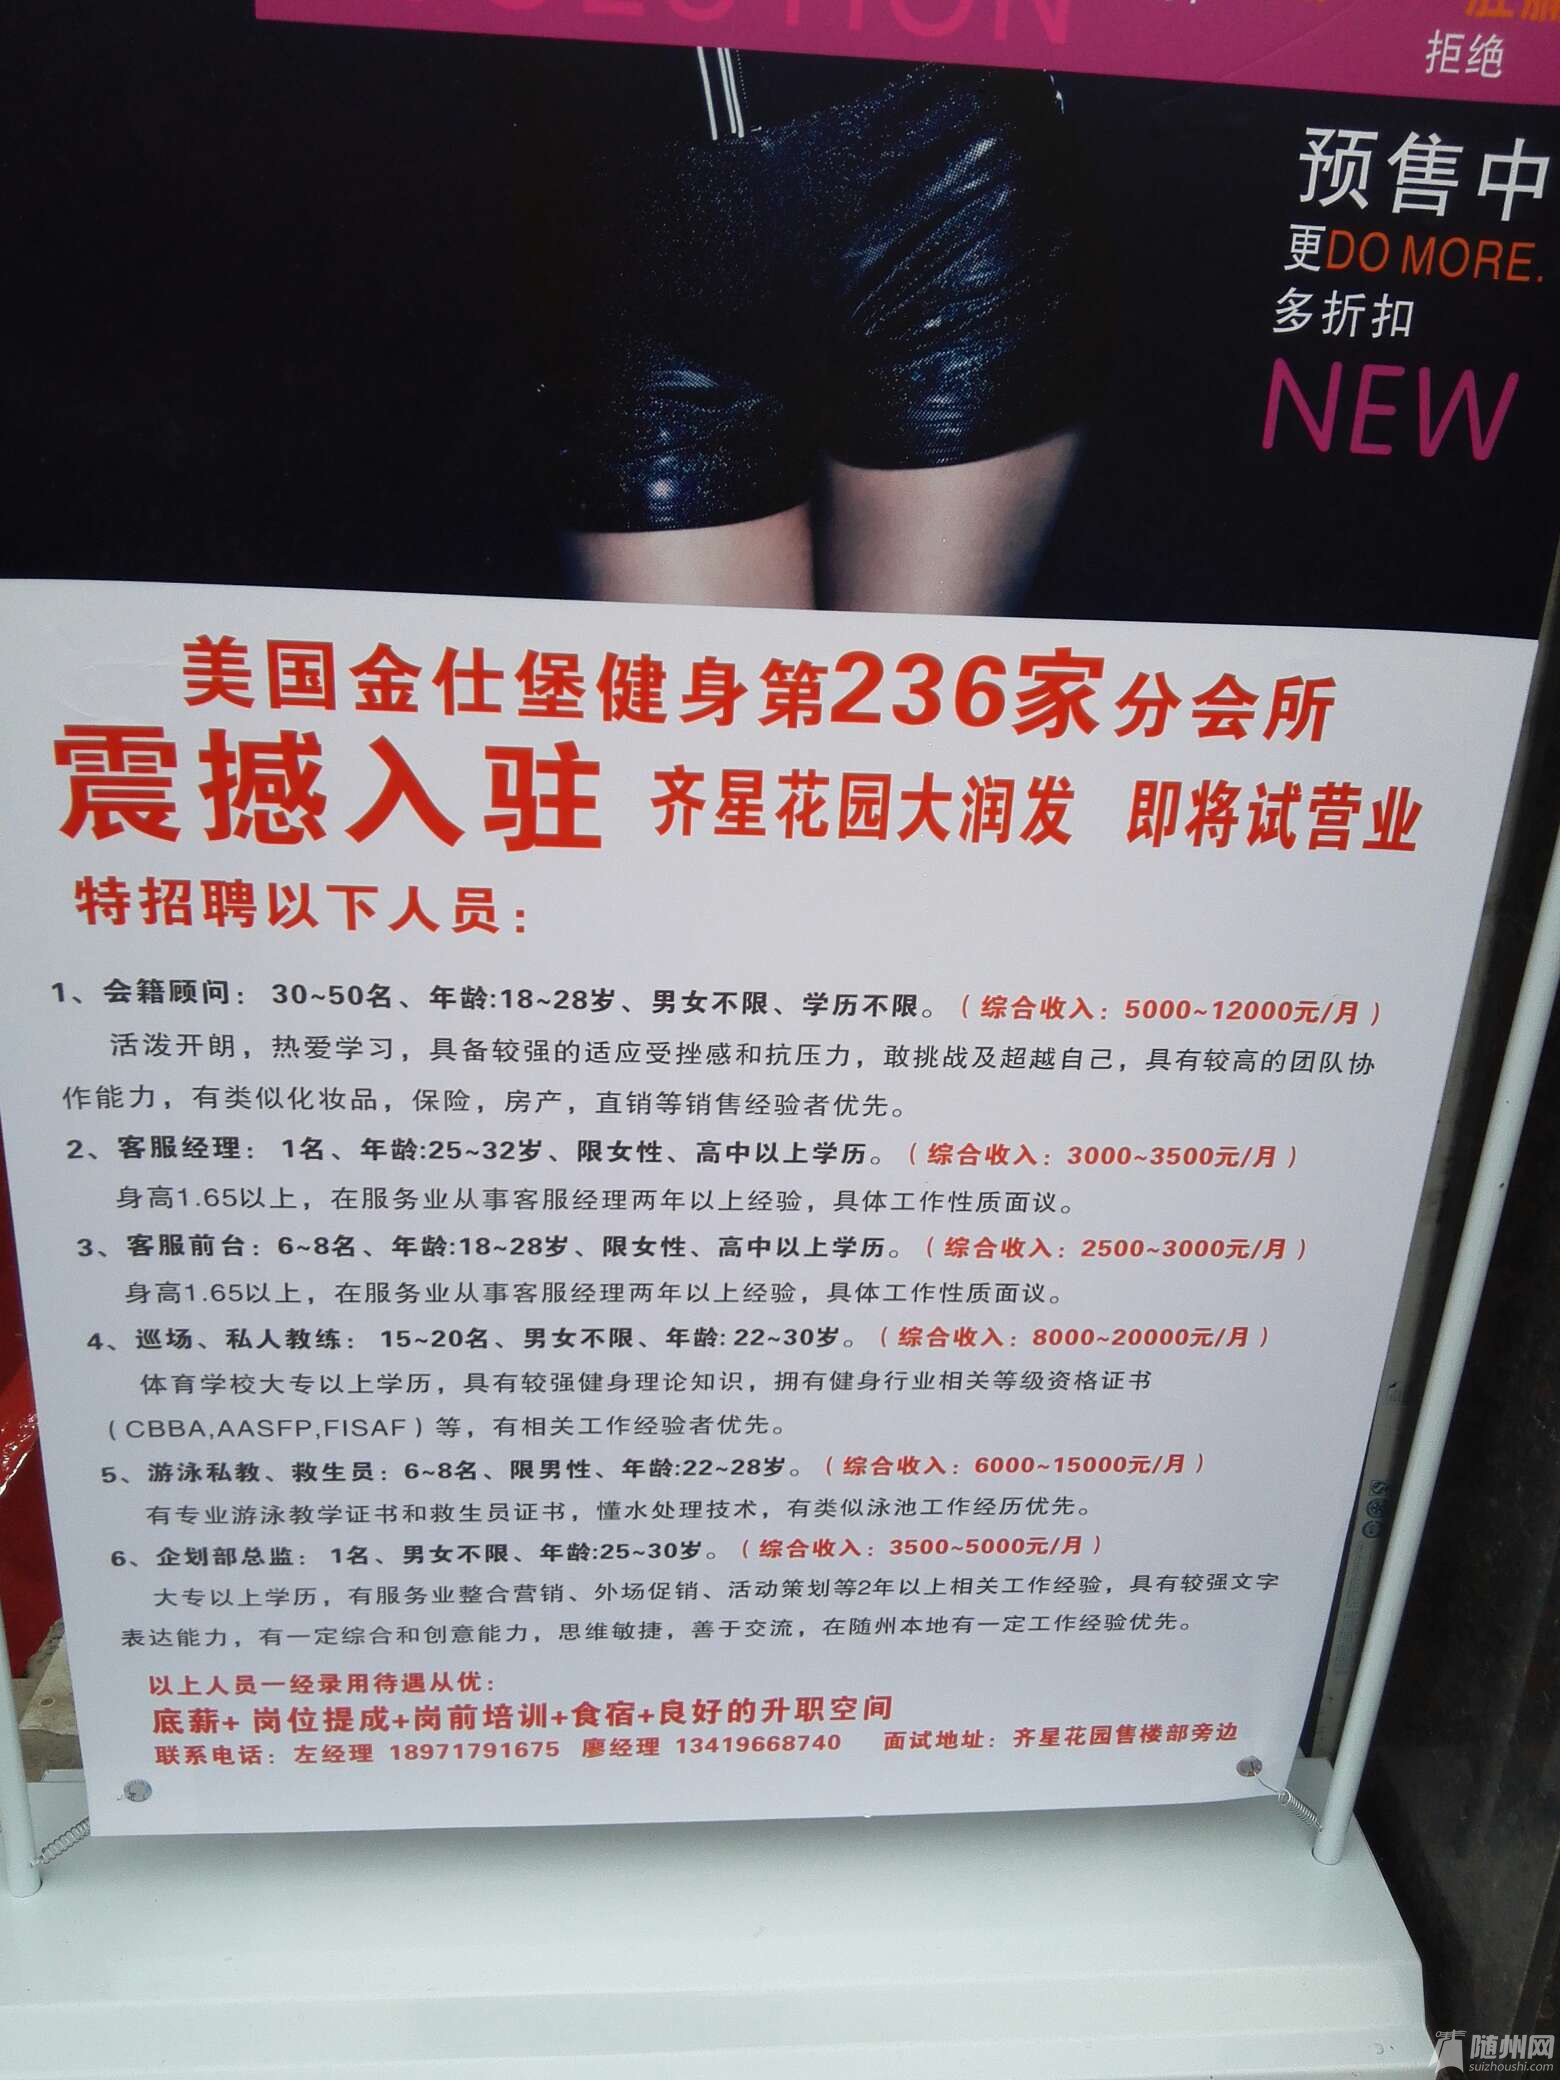 拒绝
预售中
更DO MORE.
多折扣
NEW
美国金仕堡健身第236家分会所
震撼入驻 齐星花园大润发 即将试营业
特招聘以下人员：
1、会籍顾问： 30~50名、年龄:18~28岁、男女不限、学历不限。（综合收入：5000~12000元/月）
活泼开朗，热爱学习，具备较强的适应受挫感和抗压力，敢挑战及超越自己，具有较高的团队协
作能力，有类似化妆品，保险，房产，直销等销售经验者优先。
2、客服经理： 1名、年龄:25~32岁、限女性、高中以上学历。（综合收入：3000~3500元/月）
身高1.65以上，在服务业从事客服经理两年以上经验，具体工作性质面议。
3、客服前台：6~8名、年龄:18~28岁、限女性、高中以上学历。（综合收入：2500~3000元/月）
身高1.65以上，在服务业从事客服经理两年以上经验，具体工作性质面议。
4、巡场、私人教练： 15~20名、男女不限、年龄: 22~30岁。（综合收入：8000~20000元/月）
体育学校大专以上学历，具有较强健身理论知识，拥有健身行业相关等级资格证书
（CBBA,AASFP,FISAF）等，有相关工作经验者优先。
5、游泳私教、救生员：6~8名、限男性、年龄:22~28岁。（综合收入：6000~15000元/月）
有专业游泳教学证书和救生员证书，懂水处理技术，有类似泳池工作经历优先。
6、企划部总监： 1名、男女不限、年龄:25~30岁。（综合收入：3500~5000元/月）
大专以上学历，有服务业整合营销、外场促销、活动策划等2年以上相关工作经验，具有较强文字
表达能力，有一定综合和创意能力，思维敏捷，善于交流，在随州本地有一定工作经验优先。
以上人员一经录用待遇从优：
底薪+ 岗位提成+岗前培训+食宿+良好的升职空间
联系电话：左经理 18971791675 廖经理 13419668740 面试地址：齐星花园售楼部旁边
随州网
suizhoushi.com